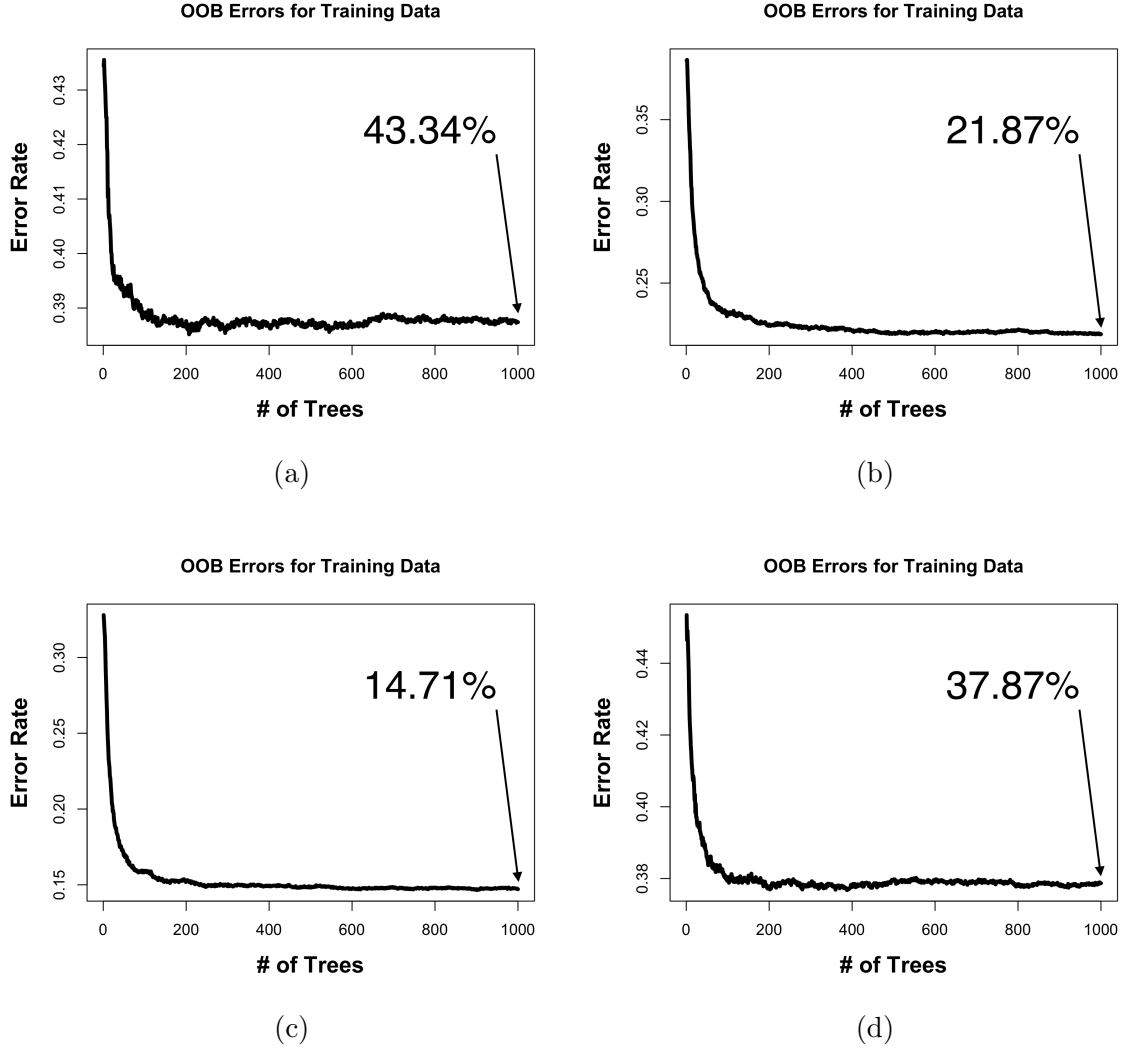 OOB Errors for Training Data
Error Rate
0.43
0.42
0.41
0.40
0.39
43.34%
0 200 400 600 800 1000
# of Trees
(a)
OOB Errors for Training Data
Error Rate
0.35
0.30
0.25
21.87%
0 200 400 600 800 1000
# of Trees
(b)
OOB Errors for Training Data
Error Rate
0.30
0.25
0.20
0.15
14.71%
0 200 400 600 800 1000
# of Trees
(c)
OOB Errors for Training Data
Error Rate
0.44
0.42
0.40
0.38
37.87%
0 200 400 600 800 1000
# of Trees
(d)